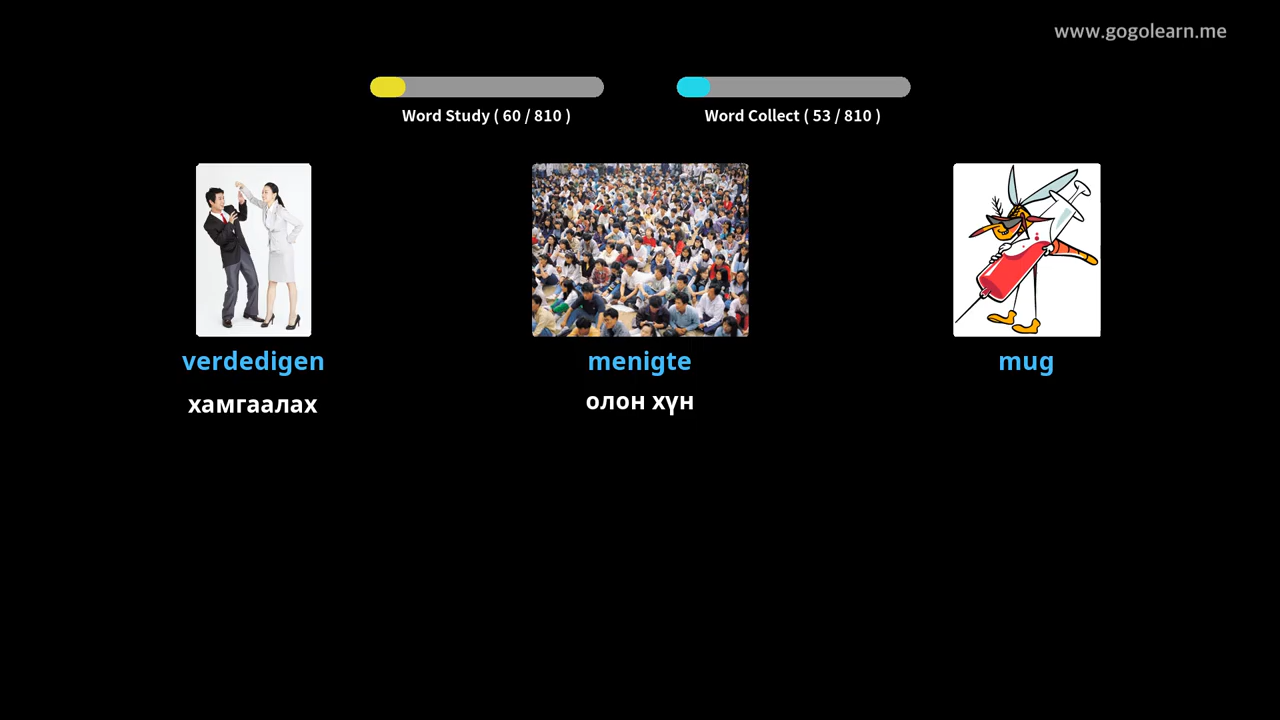 www.gogolearn.me
Word Study ( 60 / 810 )
Word Collect ( 53 / 810 )
verdedigen
menigte
mug
хамгаалах
олон хүн